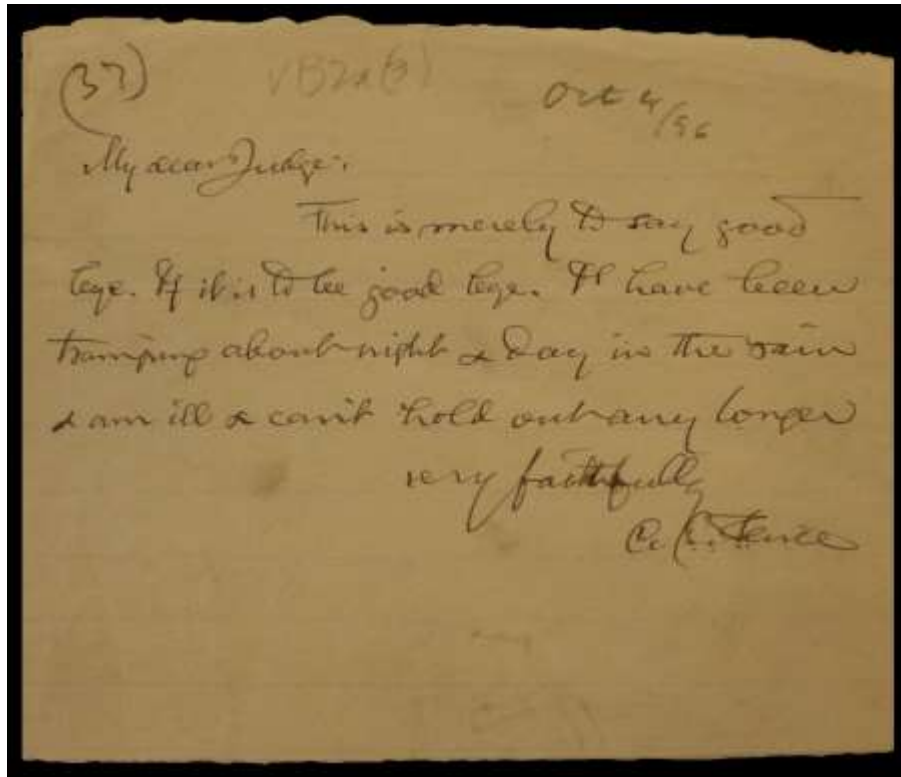 (37)
Oct 4/96
My dear Judge:
This is merely to say good
bye. If it is to be good bye. I have been
tramping about night & day in the rain
& am ill & can't hold out any longer
very faithfully
C. S. Peirce